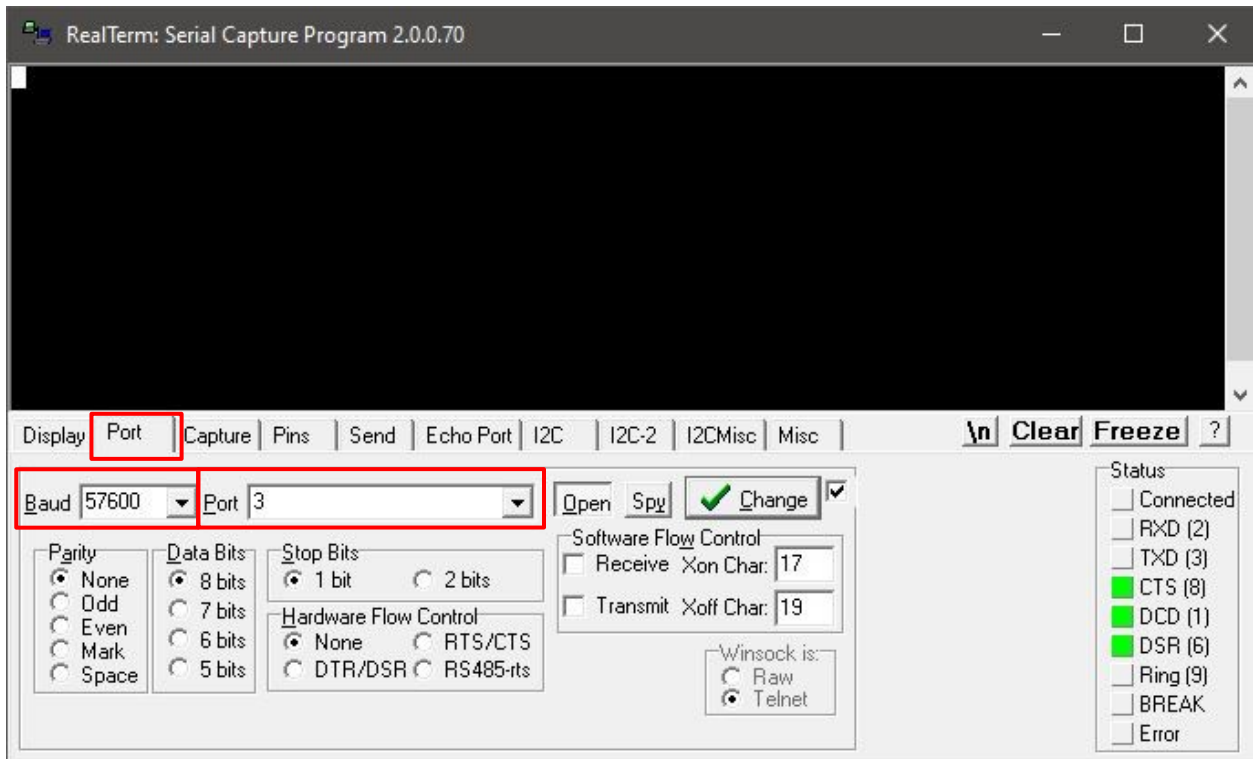 RealTerm: Serial Capture Program 2.0.0.70
Display Port Capture Pins Send Echo Port I2C I2C-2 I2CMisc Misc \n Clear Freeze ?
Baud 57600 Port 3 Open Spy Change
Parity
None
Odd
Even
Mark
Space
Data Bits
8 bits
7 bits
6 bits
5 bits
Stop Bits
1 bit 2 bits
Hardware Flow Control
None RTS/CTS
DTR/DSR RS485-rts
Software Flow Control
Receive Xon Char: 17
Transmit Xoff Char: 19
Winsock is:
Raw
Telnet
Status
Connected
RXD (2)
TXD (3)
CTS (8)
DCD (1)
DSR (6)
Ring (9)
BREAK
Error